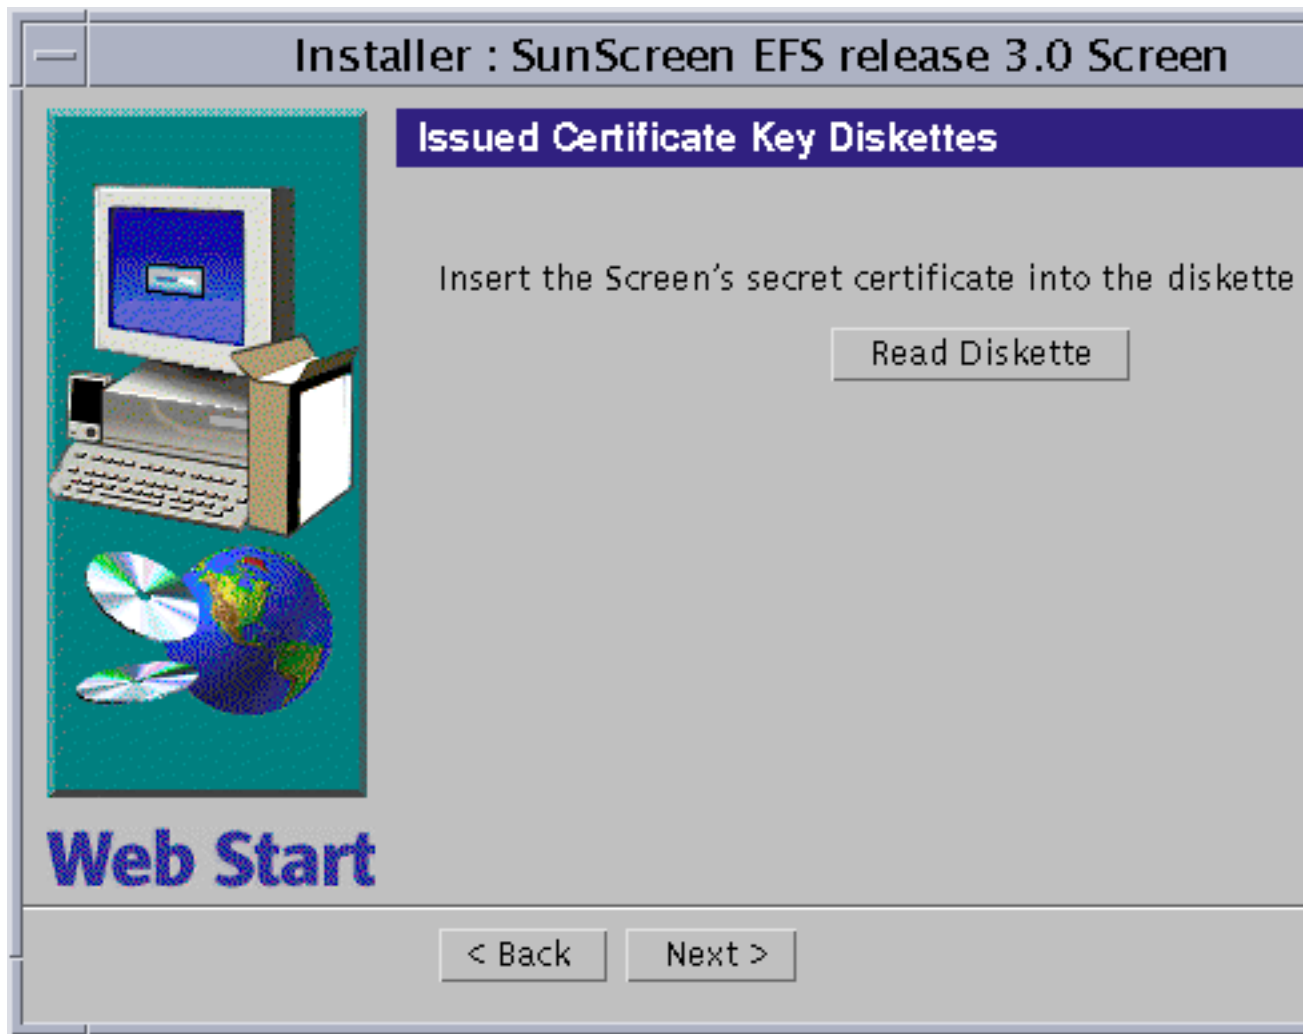 Installer : SunScreen EFS release 3.0 Screen
Issued Certificate Key Diskettes
Insert the Screen's secret certificate into the diskette
Read Diskette
Web Start
< Back Next >